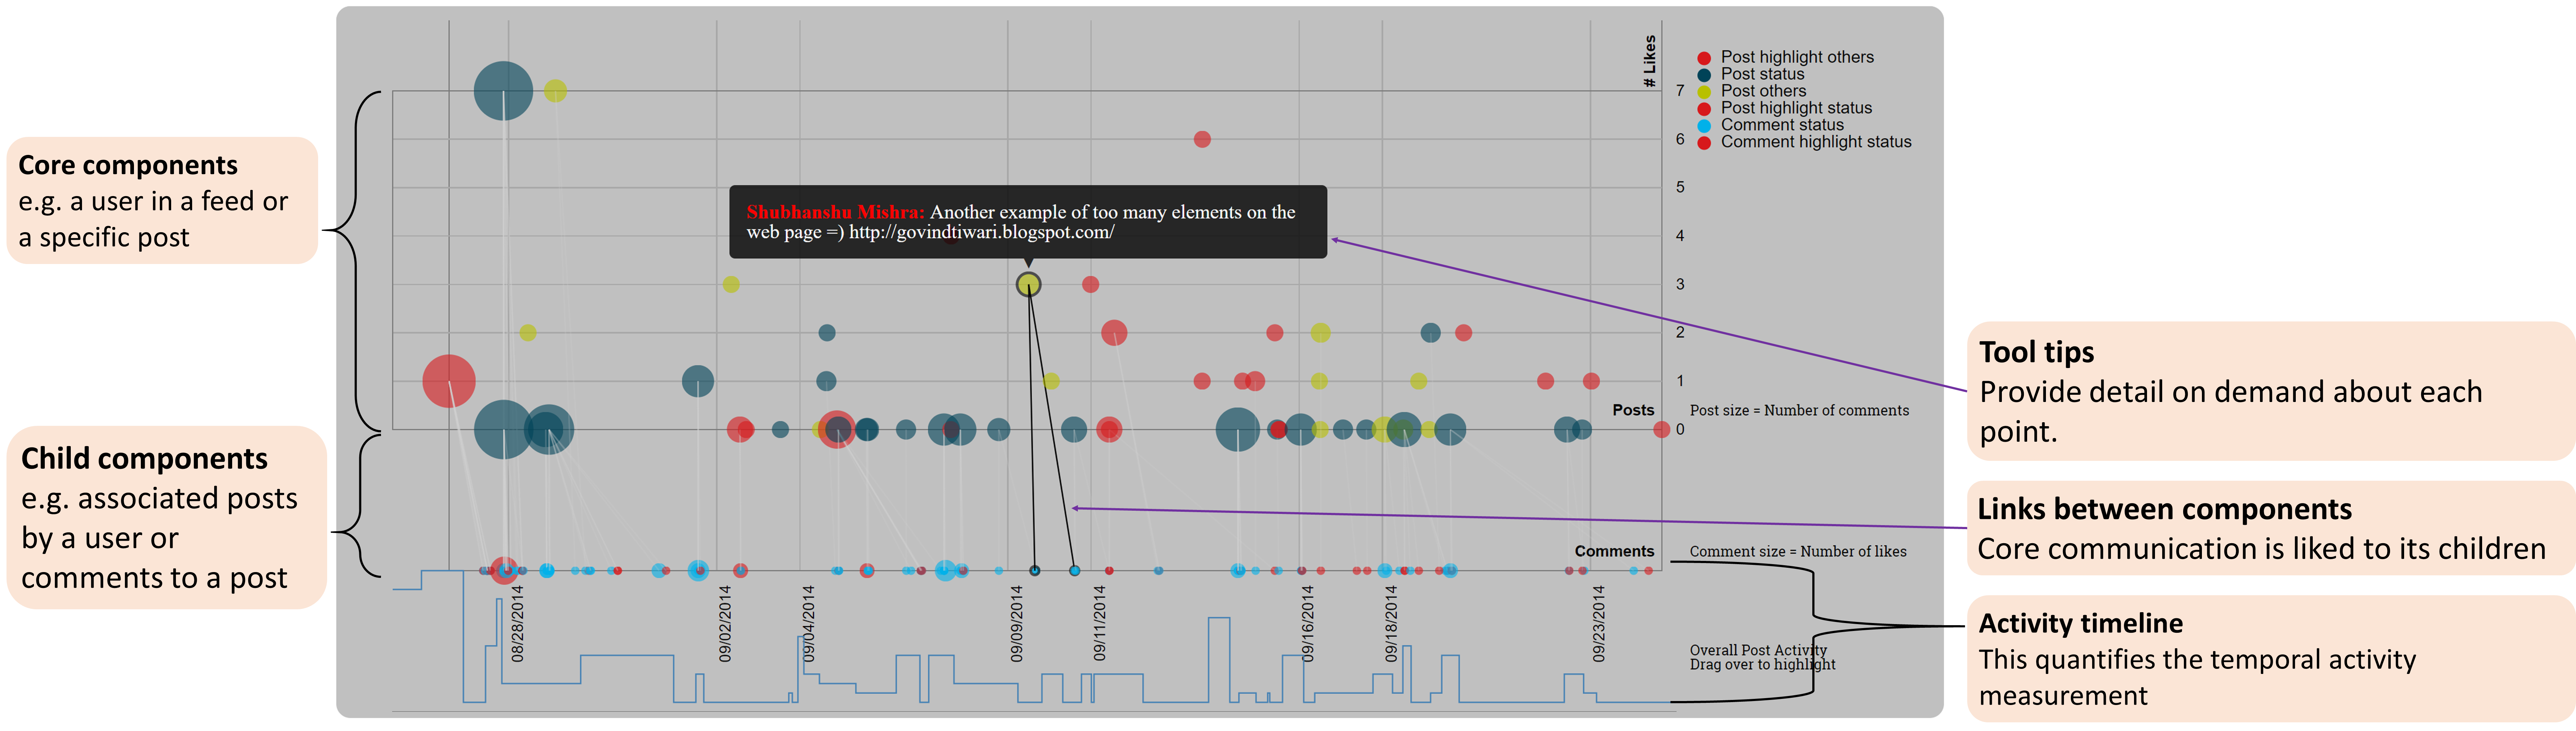 Core components
e.g. a user in a feed or
a specific post
Child components
e.g. associated posts
by a user or
comments to a post
# Likes
7
6
5
4
3
2
1
0
Post highlight others
Post status
Post others
Post highlight status
Comment status
Comment highlight status
Shubhanshu Mishra: Another example of too many elements on the
web page =) http://govindtiwari.blogspot.com/
Posts
Post size = Number of comments
Comments
Comment size = Number of likes
08/28/2014
09/02/2014
09/04/2014
09/09/2014
09/11/2014
09/16/2014
09/18/2014
09/23/2014
Overall Post Activity
Drag over to highlight
Tool tips
Provide detail on demand about each
point.
Links between components
Core communication is liked to its children
Activity timeline
This quantifies the temporal activity
measurement